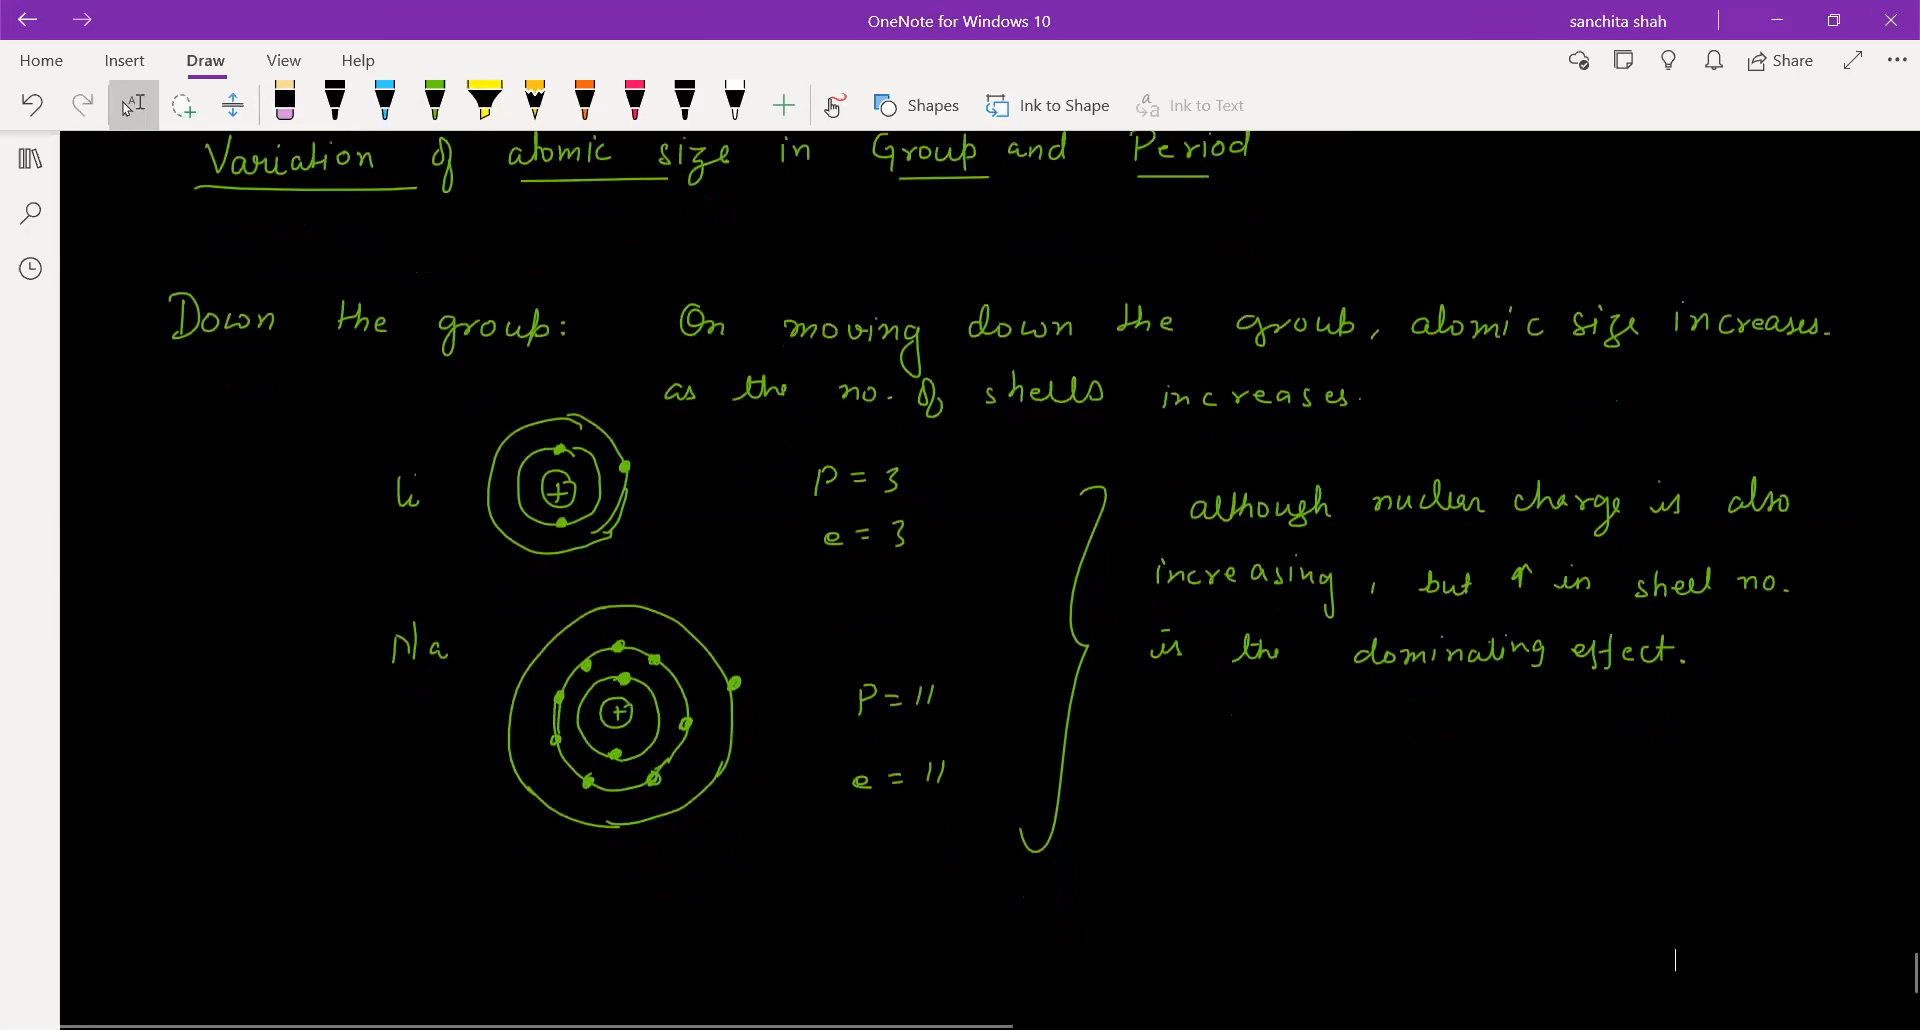 OneNote for Windows 10
sanchita shah
Home Insert Draw View Help
Share
Shapes Ink to Shape Ink to Text
Variation of atomic size in Group and Period
Down the group: On moving down the group, atomic size increases.
as the no. of shells increases.
Li
+
P = 3
e = 3
although nuclear charge is also
increasing, but ↑ in shell no.
is the dominating effect.
Na
+
P = 11
e = 11